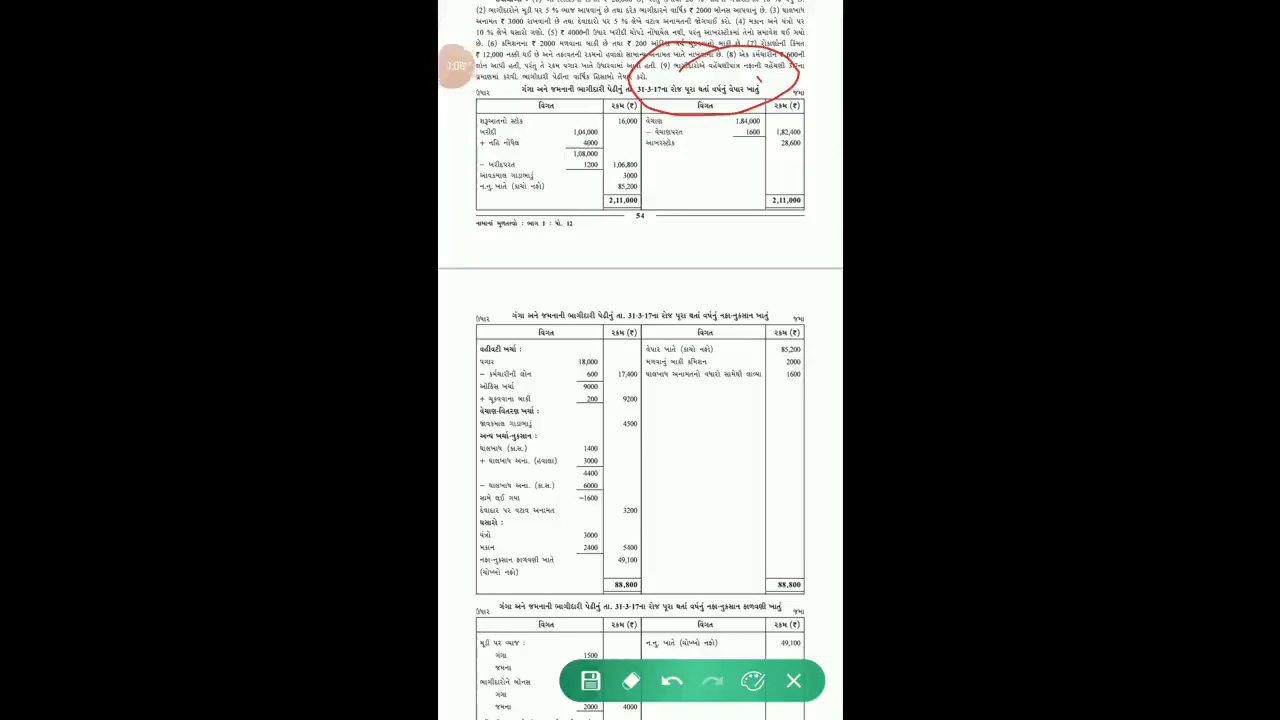 (2) ભાગીદારોને મૂડી પર 5 % વ્યાજ આપવાનું છે તથા દરેક ભાગીદારને વાર્ષિક ₹ 2000 બોનસ આપવાનું છે. (3) ઘાલખાધ
અનામત ₹ 3000 રાખવાની છે તથા દેવાદારો પર 5 % લેખે વટાવ અનામતની જોગવાઈ કરો. (4) મકાન અને યંત્રો પર
10 % લેખે ઘસારો ગણો. (5) ₹ 4000ની ઉધાર ખરીદી ચોપડે નોંધાયેલ નથી, પરંતુ આખરસ્ટોકમાં તેનો સમાવેશ થઈ ગયો
છે. (6) કમિશનના ₹ 2000 મળવાના બાકી છે તથા ₹ 200 ઑફિસ ખર્ચ ચૂકવવાનો બાકી છે. (7) રોકાણોની કિંમત
₹ 12,000 નક્કી થઈ છે અને તફાવતની રકમનો હવાલો સામાન્ય અનામત ખાતે નાખવાનો છે. (8) એક કર્મચારીને ₹ 600ની
લોન આપી હતી, પરંતુ તે રકમ પગાર ખાતે ઉધારવામાં આવી હતી. (9) ભાગીદારોએ વહેંચણીપાત્ર નફાની વહેંચણી
પ્રમાણમાં કરવી. ભાગીદારી પેઢીના વાર્ષિક હિસાબો તૈયાર કરો.
00:09
ગંગા અને જમનાની ભાગીદારી પેઢીનું તા. 31-3-17ના રોજ પૂરા થતાં વર્ષનું વેપાર ખાતું
ઉધાર જમા
વિગત રકમ (₹) વિગત રકમ (₹)
શરૂઆતનો સ્ટોક 16,000 વેચાણ 1,84,000
ખરીદી 1,04,000 – વેચાણપરત 1600 1,82,400
+ નહિ નોંધેલ 4000 આખરસ્ટોક 28,600
1,08,000
– ખરીદપરત 1200 1,06,800
આવકમાલ ગાડાભાડું 3000
ન.નુ. ખાતે (કાચો નફો) 85,200
2,11,000 2,11,000
54
નામાનાં મૂળતત્ત્વો : ભાગ 1 : ધો. 12
ગંગા અને જમનાની ભાગીદારી પેઢીનું તા. 31-3-17ના રોજ પૂરા થતાં વર્ષનું નફા-નુકસાન ખાતું
ઉધાર જમા
વિગત રકમ (₹) વિગત રકમ (₹)
વહીવટી ખર્ચા : વેપાર ખાતે (કાચો નફો) 85,200
પગાર 18,000 મળવાનું બાકી કમિશન 2000
– કર્મચારીની લોન 600 17,400 ઘાલખાધ અનામતનો વધારો સામેથી લાવ્યા 1600
ઑફિસ ખર્ચા 9000
+ ચૂકવવાના બાકી 200 9200
વેચાણ-વિતરણ ખર્ચા :
જાવકમાલ ગાડાભાડું 4500
અન્ય ખર્ચા-નુકસાન :
ઘાલખાધ (કા.સ.) 1400
+ ઘાલખાધ અના. (હવાલા) 3000
4400
– ઘાલખાધ અના. (કા.સ.) 6000
સામે લઈ ગયા –1600
દેવાદાર પર વટાવ અનામત 3200
ઘસારો :
યંત્રો 3000
મકાન 2400 5400
નફા-નુકસાન ફાળવણી ખાતે 49,100
(ચોખ્ખો નફો)
88,800 88,800
ગંગા અને જમનાની ભાગીદારી પેઢીનું તા. 31-3-17ના રોજ પૂરા થતાં વર્ષનું નફા-નુકસાન ફાળવણી ખાતું
ઉધાર જમા
વિગત રકમ (₹) વિગત રકમ (₹)
મૂડી પર વ્યાજ : ન.નુ. ખાતે (ચોખ્ખો નફો) 49,100
ગંગા 1500
જમના
ભાગીદારોને બોનસ
ગંગા
જમના 2000 4000